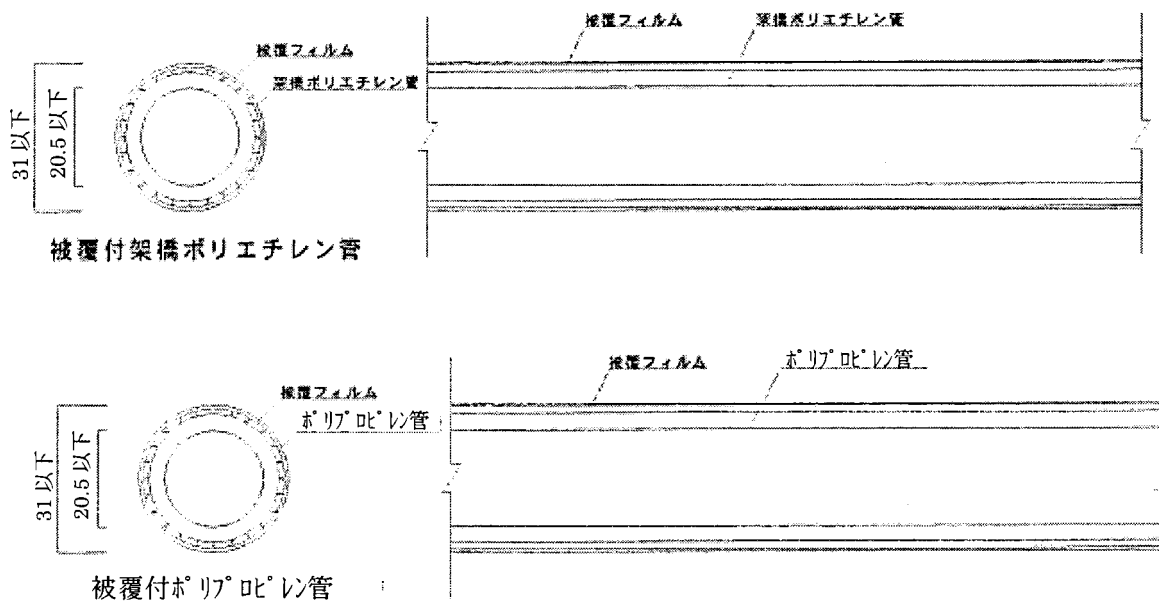 被覆フィルム
架橋ポリエチレン管
被覆フィルム
架橋ポリエチレン管
31以下
20.5以下
被覆付架橋ポリエチレン管
被覆フィルム
ポリプロピレン管
被覆フィルム
ポリプロピレン管
31以下
20.5以下
被覆付ポリプロピレン管